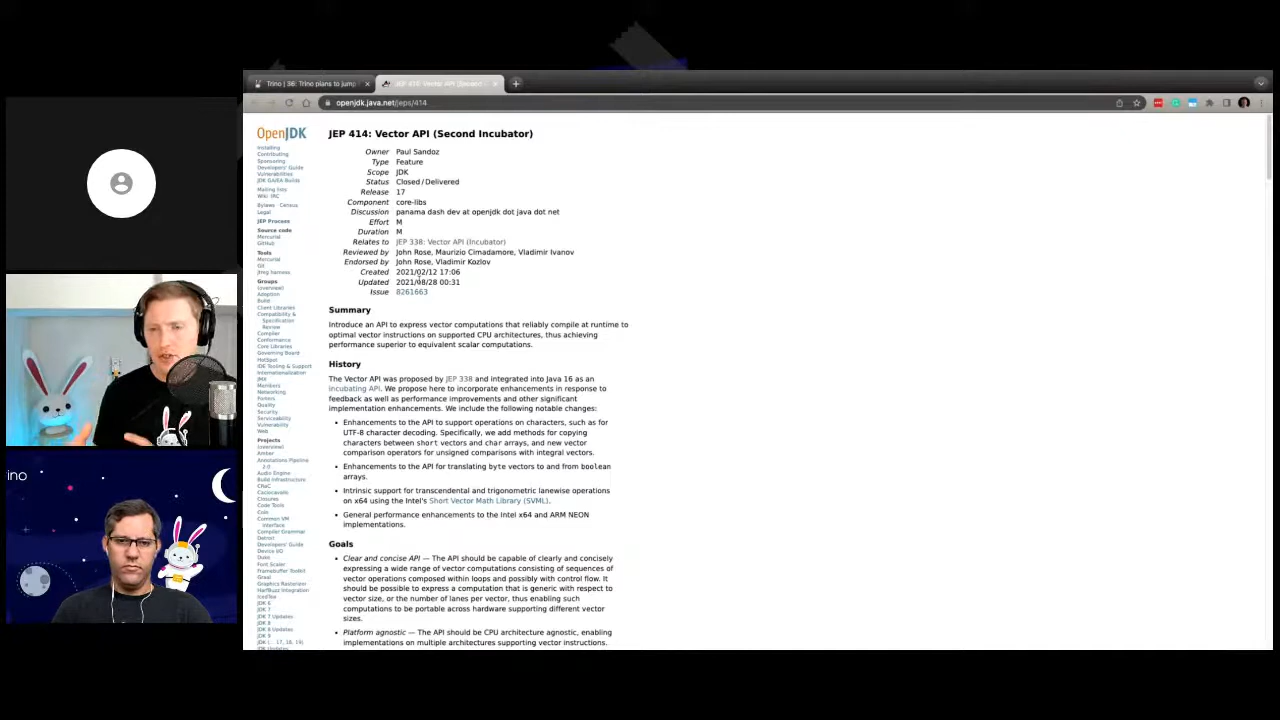 Trino | 36: Trino plans to jump
JEP 414: Vector API (Second
openjdk.java.net/jeps/414
OpenJDK
Installing
Contributing
Sponsoring
Developers' Guide
Vulnerabilities
JDK GA/EA Builds
Mailing lists
Wiki · IRC
Bylaws · Census
Legal
JEP Process
Source code
Mercurial
GitHub
Tools
Mercurial
Git
jtreg harness
Groups
(overview)
Adoption
Build
Client Libraries
Compatibility &
Specification
Review
Compiler
Conformance
Core Libraries
Governing Board
HotSpot
IDE Tooling & Support
Internationalization
JMX
Members
Networking
Porters
Quality
Security
Serviceability
Vulnerability
Web
Projects
(overview)
Amber
Annotations Pipeline
2.0
Audio Engine
Build Infrastructure
CRaC
Caciocavallo
Closures
Code Tools
Coin
Common VM
Interface
Compiler Grammar
Detroit
Developers' Guide
Device I/O
Duke
Font Scaler
Framebuffer Toolkit
Graal
Graphics Rasterizer
HarfBuzz Integration
IcedTea
JDK 6
JDK 7
JDK 7 Updates
JDK 8
JDK 8 Updates
JDK 9
JDK (… 17, 18, 19)
JDK Updates
JEP 414: Vector API (Second Incubator)
Owner Paul Sandoz
Type Feature
Scope JDK
Status Closed / Delivered
Release 17
Component core-libs
Discussion panama dash dev at openjdk dot java dot net
Effort M
Duration M
Relates to JEP 338: Vector API (Incubator)
Reviewed by John Rose, Maurizio Cimadamore, Vladimir Ivanov
Endorsed by John Rose, Vladimir Kozlov
Created 2021/02/12 17:06
Updated 2021/08/28 00:31
Issue 8261663
Summary
Introduce an API to express vector computations that reliably compile at runtime to
optimal vector instructions on supported CPU architectures, thus achieving
performance superior to equivalent scalar computations.
History
The Vector API was proposed by JEP 338 and integrated into Java 16 as an
incubating API. We propose here to incorporate enhancements in response to
feedback as well as performance improvements and other significant
implementation enhancements. We include the following notable changes:
• Enhancements to the API to support operations on characters, such as for
UTF-8 character decoding. Specifically, we add methods for copying
characters between short vectors and char arrays, and new vector
comparison operators for unsigned comparisons with integral vectors.
• Enhancements to the API for translating byte vectors to and from boolean
arrays.
• Intrinsic support for transcendental and trigonometric lanewise operations
on x64 using the Intel's Short Vector Math Library (SVML).
• General performance enhancements to the Intel x64 and ARM NEON
implementations.
Goals
• Clear and concise API — The API should be capable of clearly and concisely
expressing a wide range of vector computations consisting of sequences of
vector operations composed within loops and possibly with control flow. It
should be possible to express a computation that is generic with respect to
vector size, or the number of lanes per vector, thus enabling such
computations to be portable across hardware supporting different vector
sizes.
• Platform agnostic — The API should be CPU architecture agnostic, enabling
implementations on multiple architectures supporting vector instructions.
ino